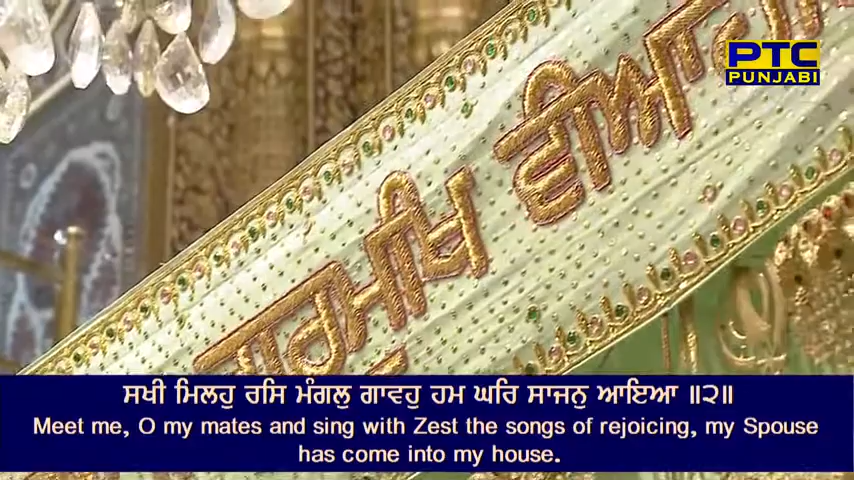 PTC
PUNJABI
ਸਖੀ ਮਿਲਹੁ ਰਸਿ ਮੰਗਲੁ ਗਾਵਹੁ ਹਮ ਘਰਿ ਸਾਜਨੁ ਆਇਆ ॥੨॥
Meet me, O my mates and sing with Zest the songs of rejoicing, my Spouse
has come into my house.